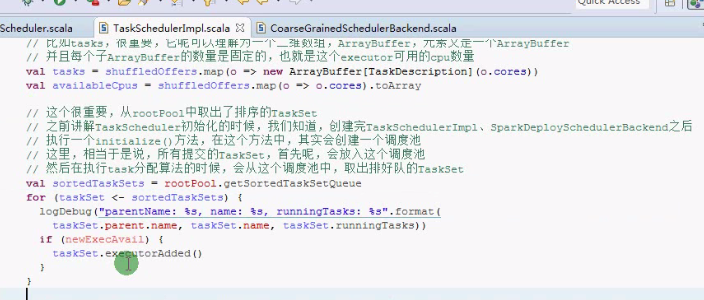 Quick Access
Scheduler.scala
TaskSchedulerImpl.scala
CoarseGrainedSchedulerBackend.scala
// 比如tasks，很重要，它呢可以理解为一个二维数组，ArrayBuffer，元素又是一个ArrayBuffer
// 并且每个子ArrayBuffer的数量是固定的，也就是这个executor可用的cpu数量
val tasks = shuffledOffers.map(o => new ArrayBuffer[TaskDescription](o.cores))
val availableCpus = shuffledOffers.map(o => o.cores).toArray
// 这个很重要，从rootPool中取出了排序的TaskSet
// 之前讲解TaskScheduler初始化的时候，我们知道，创建完TaskSchedulerImpl、SparkDeploySchedulerBackend之后
// 执行一个initialize()方法，在这个方法中，其实会创建一个调度池
// 这里，相当于是说，所有提交的TaskSet，首先呢，会放入这个调度池
// 然后在执行task分配算法的时候，会从这个调度池中，取出排好队的TaskSet
val sortedTaskSets = rootPool.getSortedTaskSetQueue
for (taskSet <- sortedTaskSets) {
logDebug("parentName: %s, name: %s, runningTasks: %s".format(
taskSet.parent.name, taskSet.name, taskSet.runningTasks))
if (newExecAvail) {
taskSet.executorAdded()
}
}